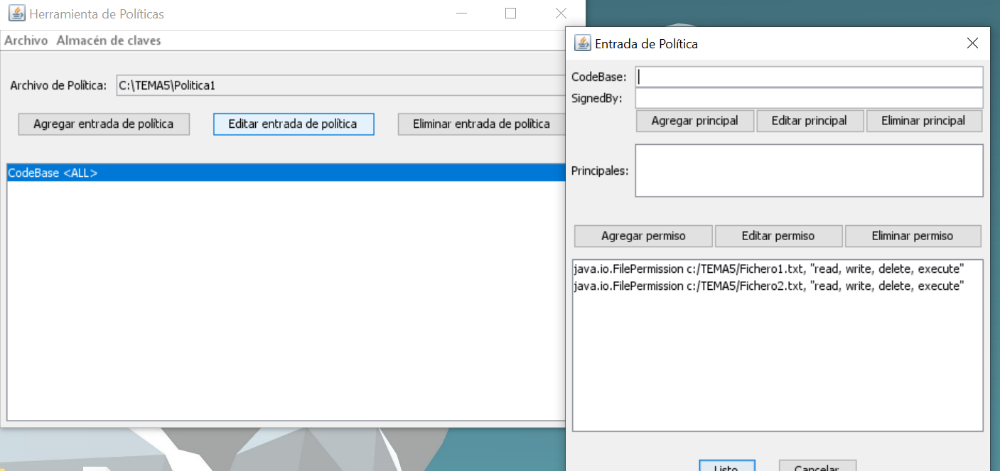 Herramienta de Políticas
Archivo Almacén de claves
Archivo de Política: C:\TEMA5\Politica1
Agregar entrada de política Editar entrada de política Eliminar entrada de política
CodeBase <ALL>
Entrada de Política
CodeBase:
SignedBy:
Agregar principal Editar principal Eliminar principal
Principales:
Agregar permiso Editar permiso Eliminar permiso
java.io.FilePermission c:/TEMA5/Fichero1.txt, "read, write, delete, execute"
java.io.FilePermission c:/TEMA5/Fichero2.txt, "read, write, delete, execute"
Listo Cancelar